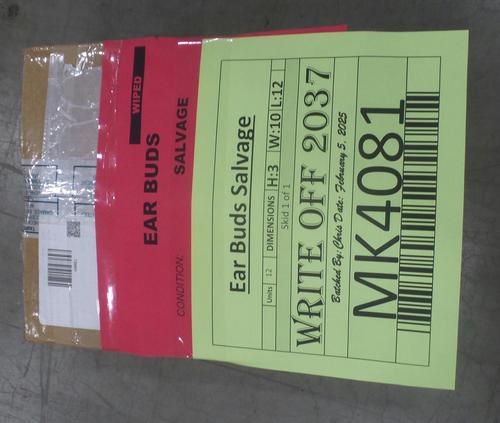 WIPED
EAR BUDS
CONDITION: SALVAGE
Ear Buds Salvage
Units 12 DIMENSIONS H:3 W:10 L:12
Skid 1 of 1
WRITE OFF 2037
Batched By: Chris Date: February 5, 2025
MK4081